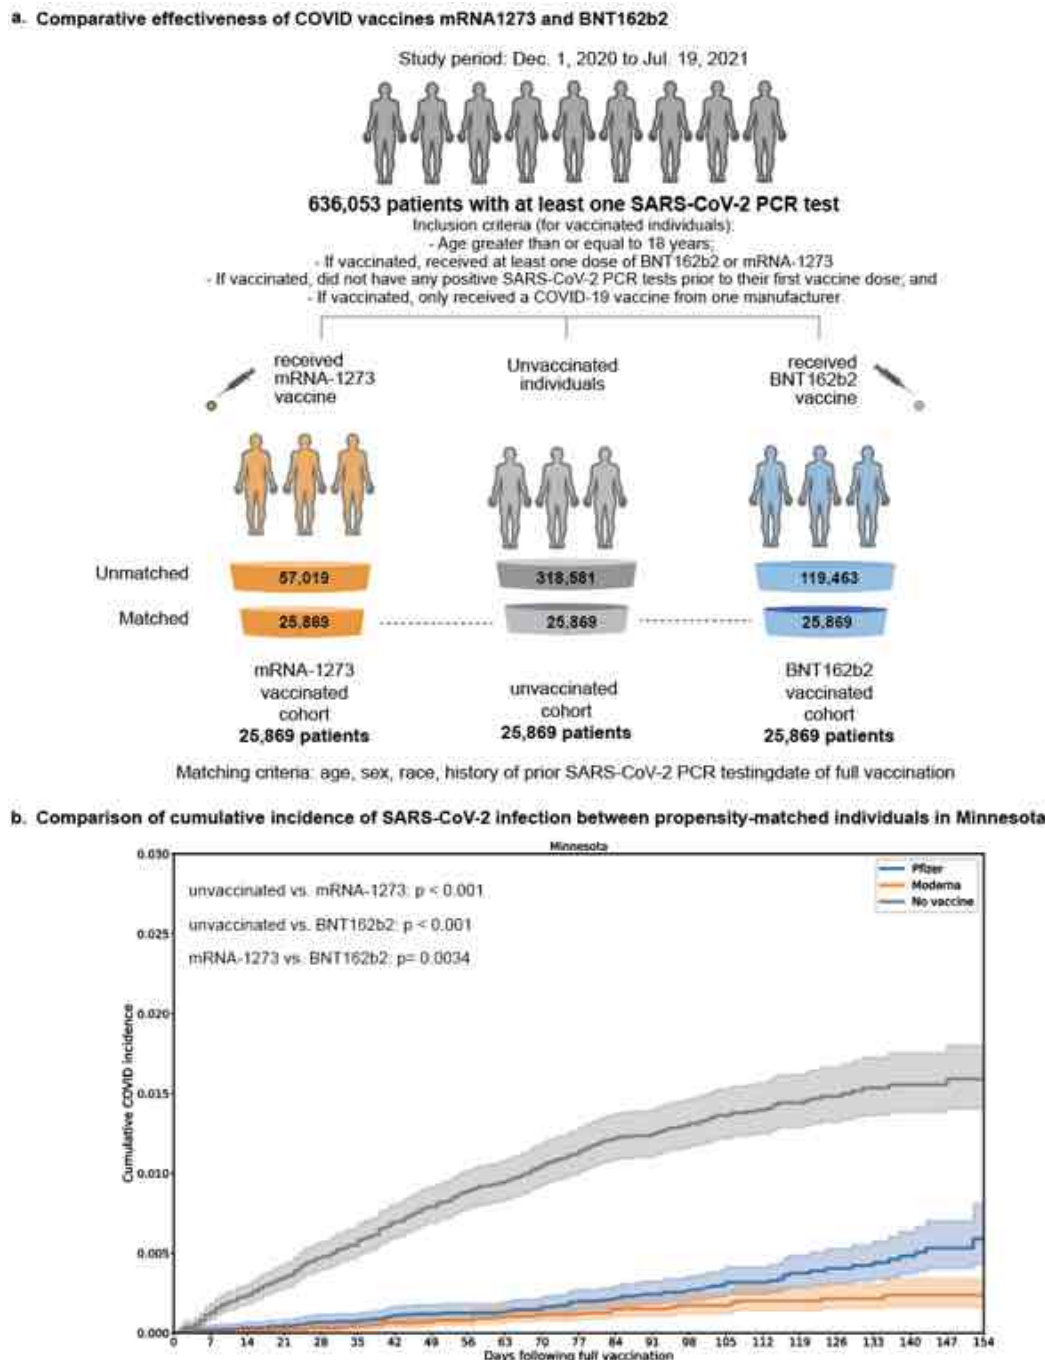 a. Comparative effectiveness of COVID vaccines mRNA1273 and BNT162b2
Study period: Dec. 1, 2020 to Jul. 19, 2021
636,053 patients with at least one SARS-CoV-2 PCR test
Inclusion criteria (for vaccinated individuals):
- Age greater than or equal to 18 years;
- If vaccinated, received at least one dose of BNT162b2 or mRNA-1273
- If vaccinated, did not have any positive SARS-CoV-2 PCR tests prior to their first vaccine dose; and
- If vaccinated, only received a COVID-19 vaccine from one manufacturer
received
mRNA-1273
vaccine
Unvaccinated
individuals
received
BNT162b2
vaccine
Unmatched
57,019
318,581
119,463
Matched
25,869
25,869
25,869
mRNA-1273
vaccinated
cohort
25,869 patients
unvaccinated
cohort
25,869 patients
BNT162b2
vaccinated
cohort
25,869 patients
Matching criteria: age, sex, race, history of prior SARS-CoV-2 PCR testingdate of full vaccination
b. Comparison of cumulative incidence of SARS-CoV-2 infection between propensity-matched individuals in Minnesota
Minnesota
unvaccinated vs. mRNA-1273: p < 0.001
unvaccinated vs. BNT162b2: p < 0.001
mRNA-1273 vs. BNT162b2: p= 0.0034
Pfizer
Moderna
No vaccine
Cumulative COVID incidence
0.030
0.025
0.020
0.015
0.010
0.005
0.000
0 7 14 21 28 35 42 49 56 63 70 77 84 91 98 105 112 119 126 133 140 147 154
Days following full vaccination